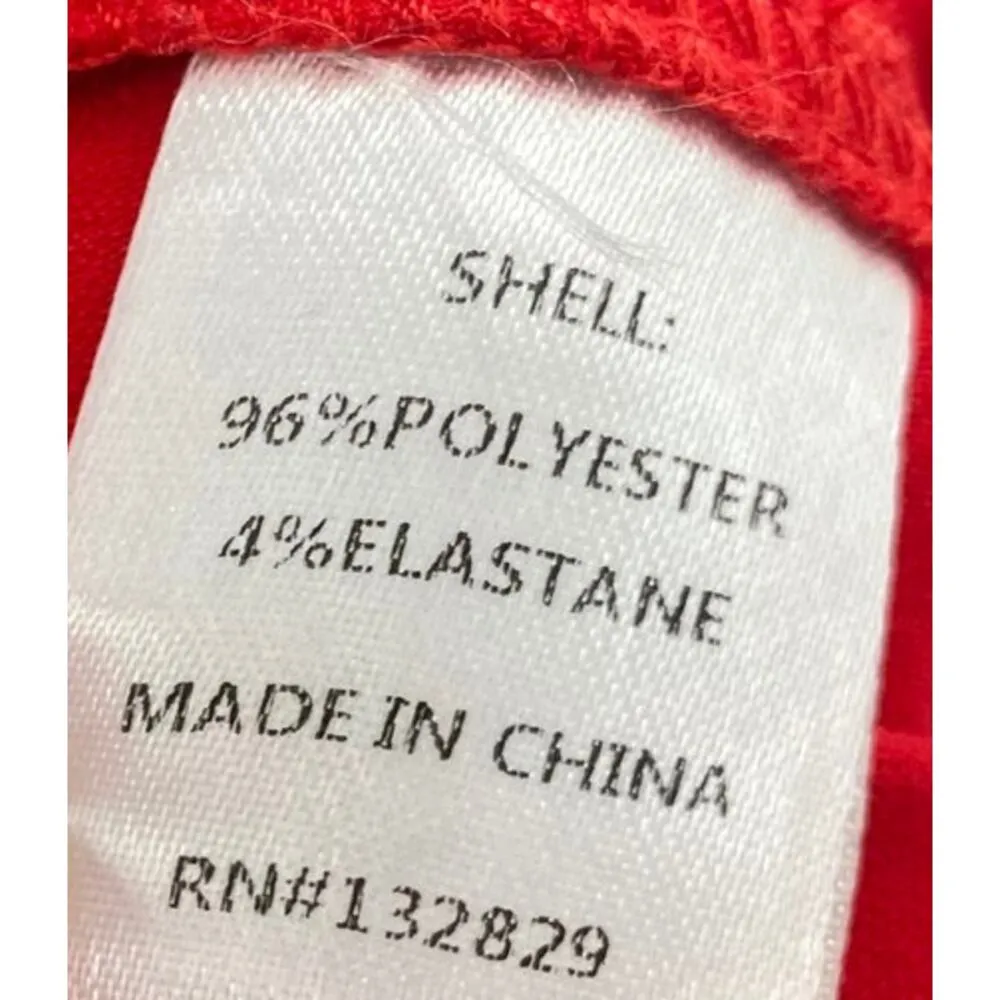 SHELL:
96%POLYESTER
4%ELASTANE
MADE IN CHINA
RN#132829